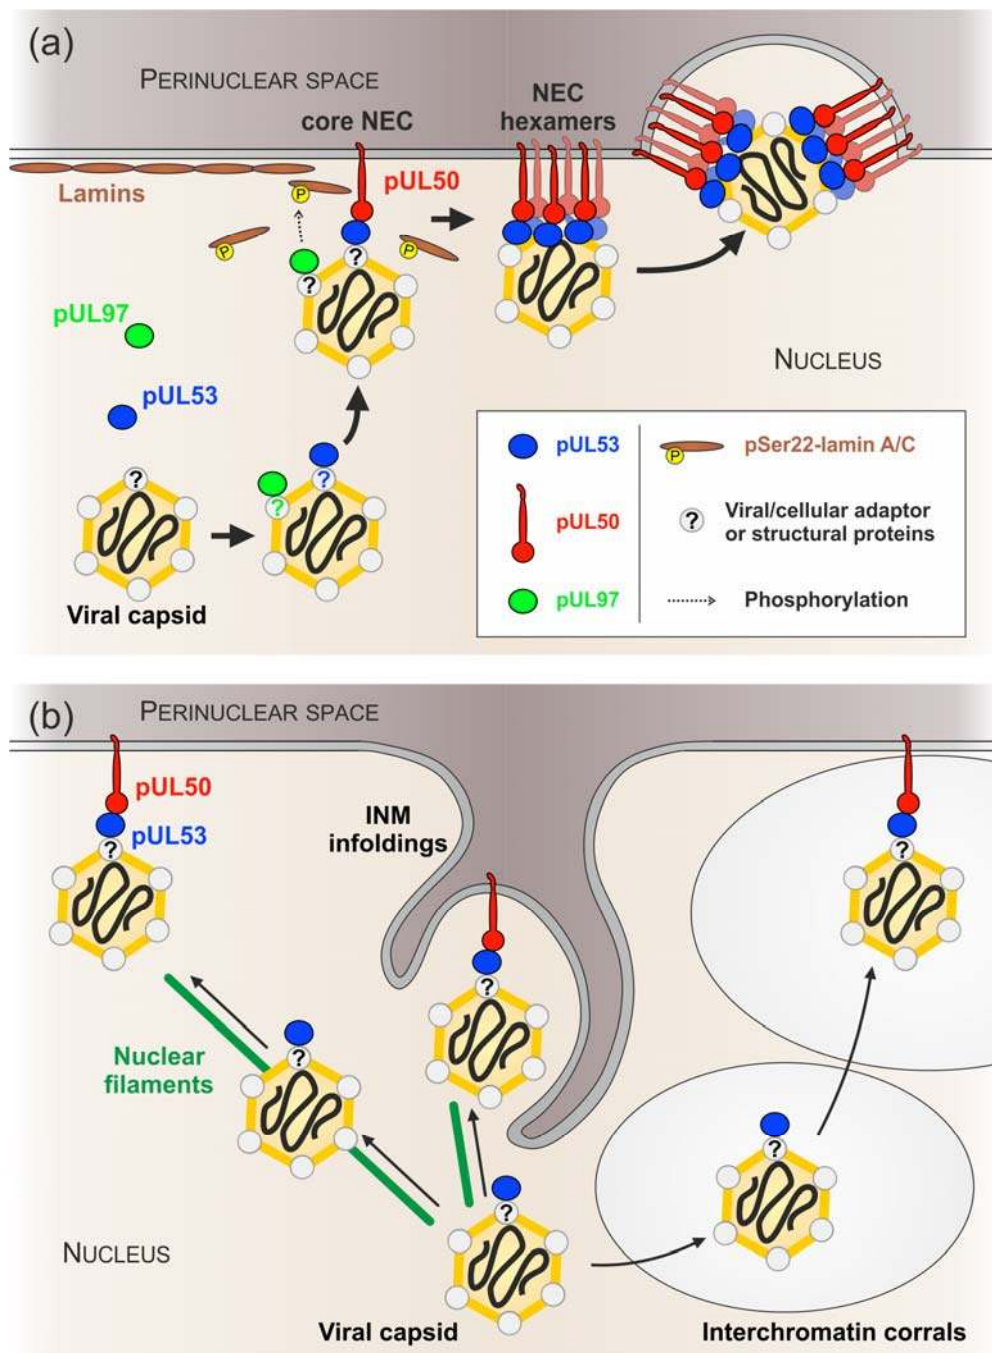 (a)
PERINUCLEAR SPACE
core NEC
NEC
hexamers
Lamins
pUL50
P
P
P
?
?
pUL97
pUL53
NUCLEUS
?
?
?
Viral capsid
pUL53
pUL50
pUL97
P
pSer22-lamin A/C
?
Viral/cellular adaptor
or structural proteins
Phosphorylation
(b)
PERINUCLEAR SPACE
pUL50
pUL53
?
INM
infoldings
?
?
Nuclear
filaments
?
?
?
NUCLEUS
Viral capsid
Interchromatin corrals